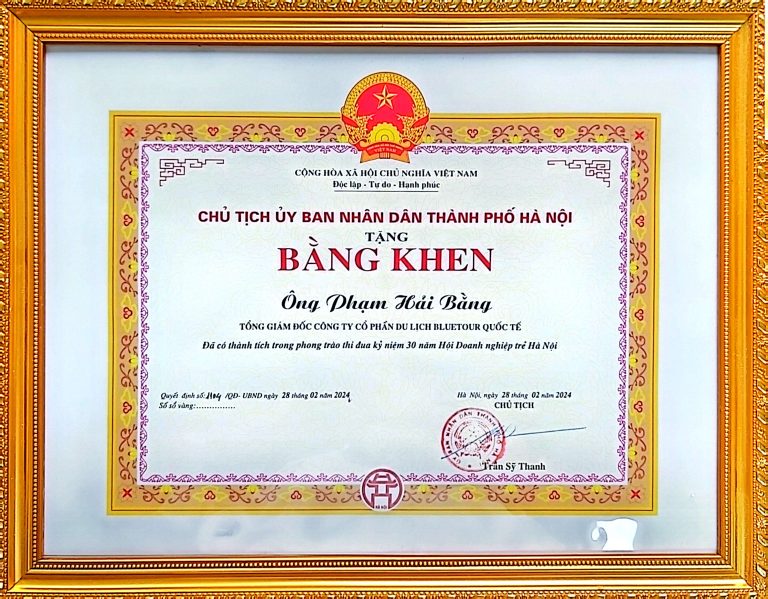 CỘNG HÒA XÃ HỘI CHỦ NGHĨA VIỆT NAM
Độc lập - Tự do - Hạnh phúc
CHỦ TỊCH ỦY BAN NHÂN DÂN THÀNH PHỐ HÀ NỘI
TẶNG
BẰNG KHEN
Ông Phạm Hải Bằng
TỔNG GIÁM ĐỐC CÔNG TY CỔ PHẦN DU LỊCH BLUETOUR QUỐC TẾ
Đã có thành tích trong phong trào thi đua kỷ niệm 30 năm Hội Doanh nghiệp trẻ Hà Nội
Quyết định số: /QĐ- UBND ngày 28 tháng 02 năm 2024
Số sổ vàng:...............
Hà Nội, ngày 28 tháng 02 năm 2024
CHỦ TỊCH
Trần Sỹ Thanh
HÀ NỘI